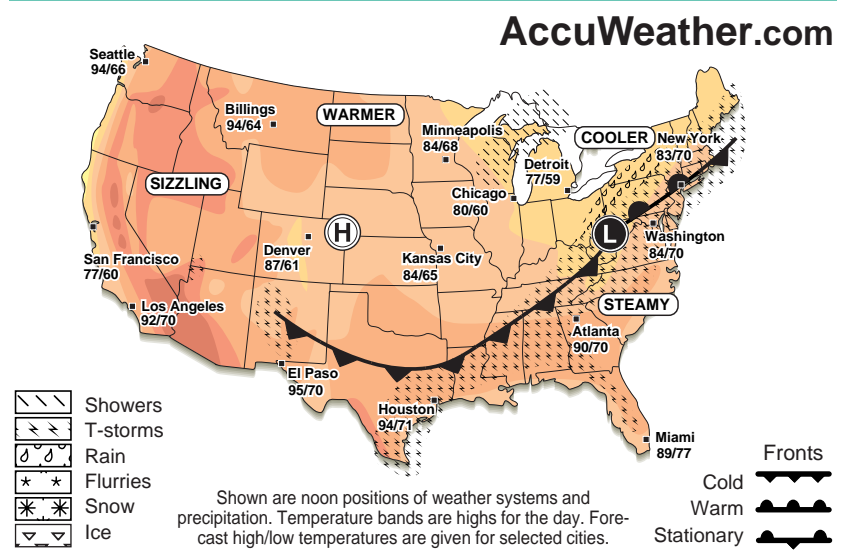 AccuWeather.com
Seattle
94/66
Billings
94/64
WARMER
Minneapolis
84/68
COOLER
New York
83/70
Detroit
77/59
SIZZLING
Chicago
80/60
H
L
San Francisco
77/60
Denver
87/61
Kansas City
84/65
Washington
84/70
Los Angeles
92/70
STEAMY
Atlanta
90/70
El Paso
95/70
Houston
94/71
Miami
89/77
Showers
T-storms
Rain
Flurries
Snow
Ice
Shown are noon positions of weather systems and
precipitation. Temperature bands are highs for the day. Fore-
cast high/low temperatures are given for selected cities.
Fronts
Cold
Warm
Stationary